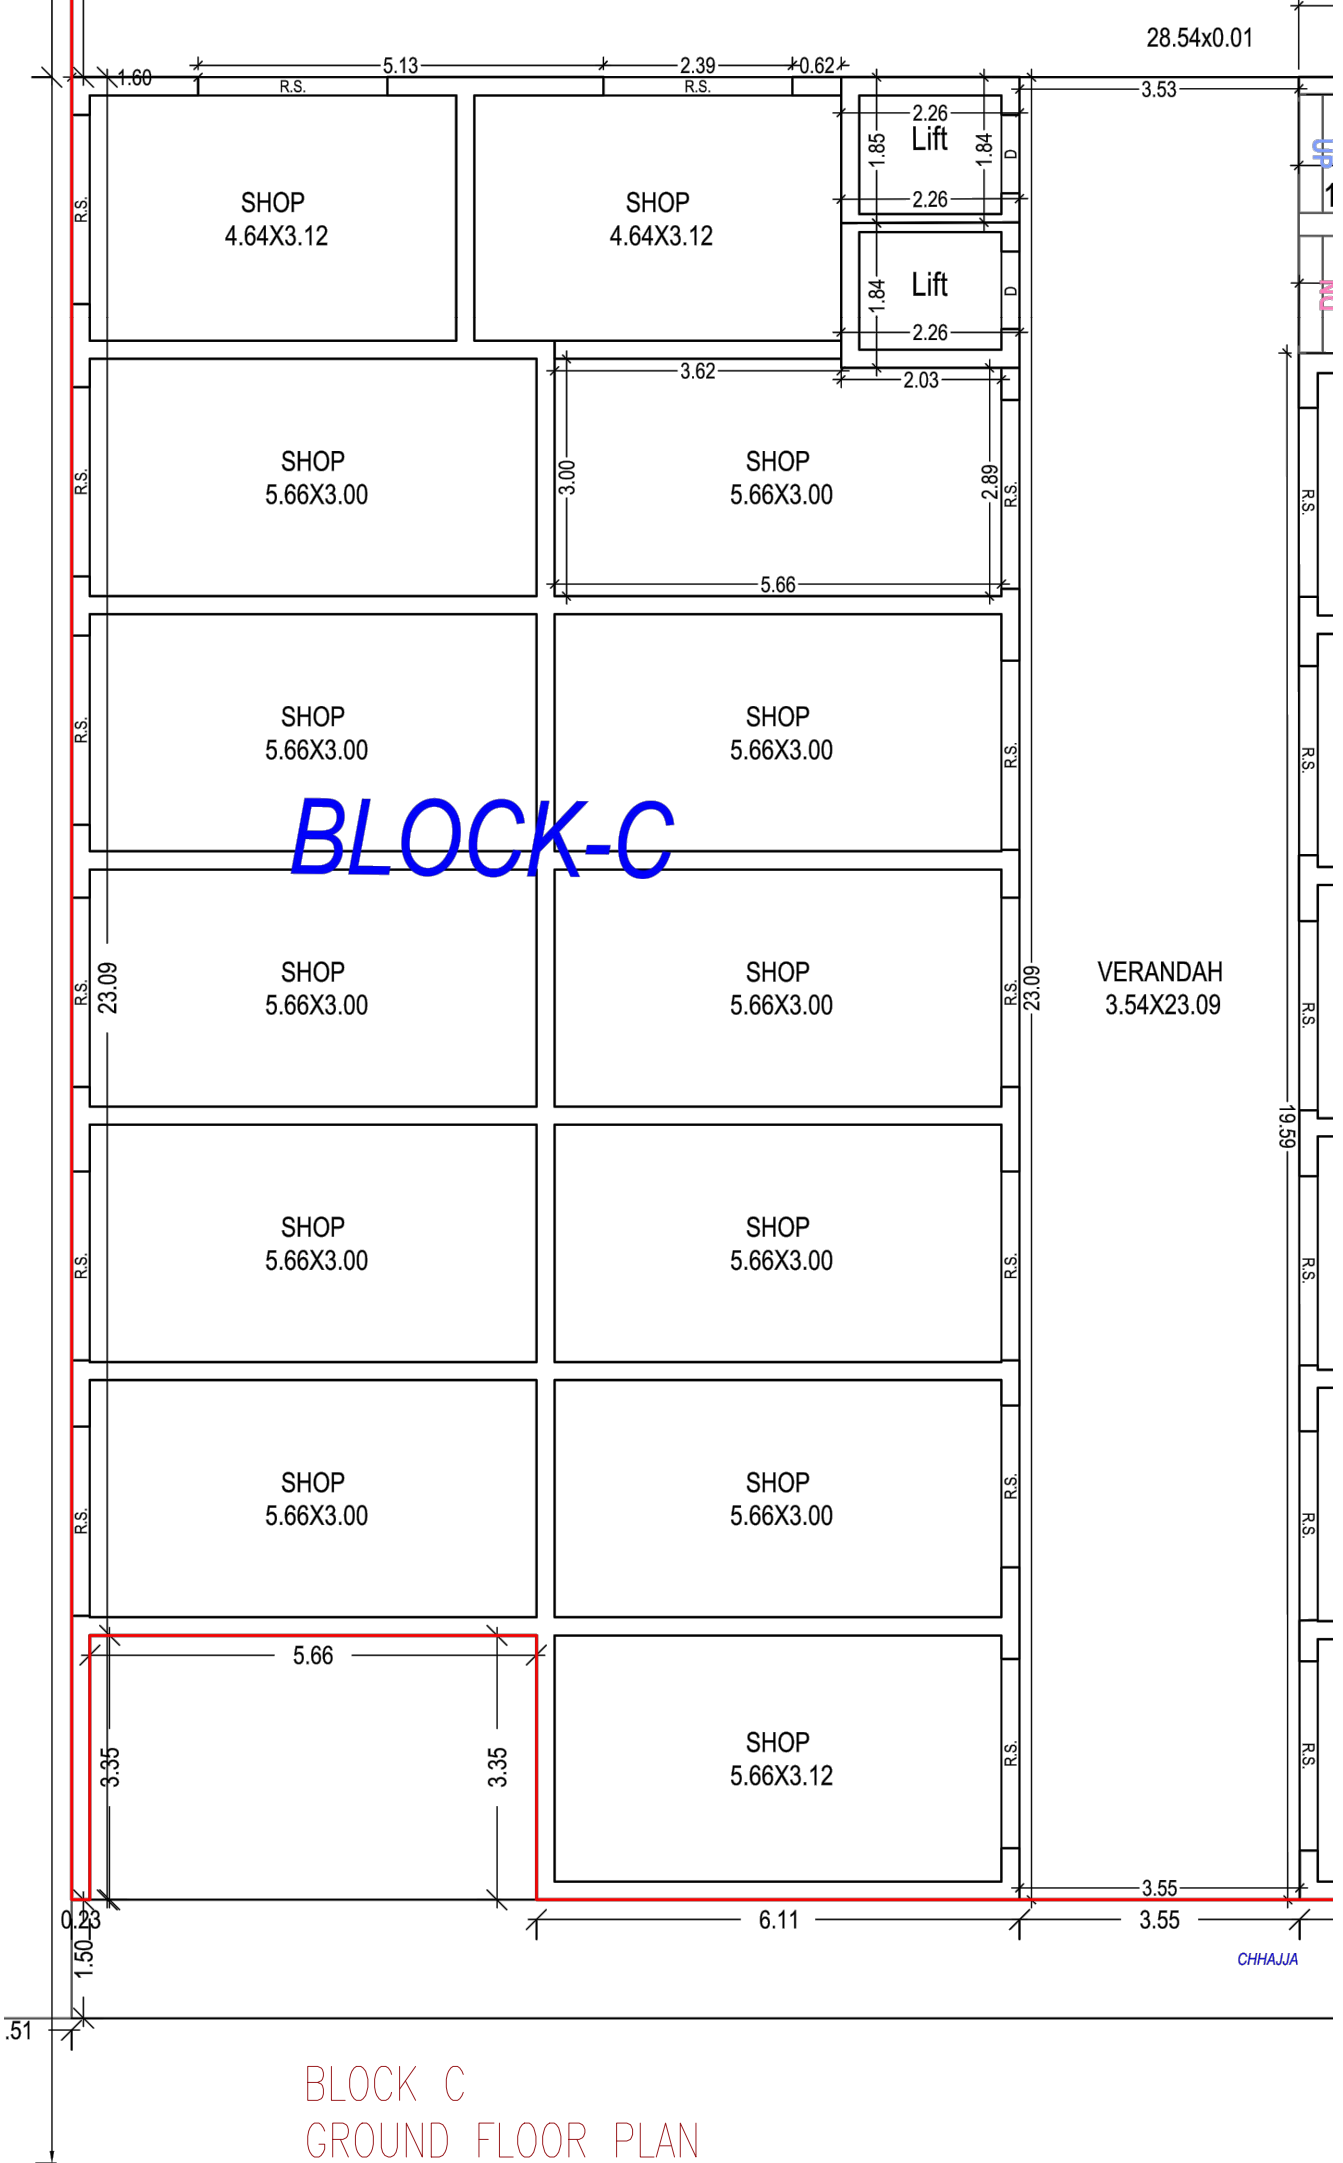 28.54x0.01
1.60
5.13
2.39
0.62
3.53
R.S.
R.S.
2.26
Lift
1.85
1.84
D
2.26
R.S.
SHOP
4.64X3.12
SHOP
4.64X3.12
UP
Lift
1.84
D
2.26
3.62
2.03
R.S.
SHOP
5.66X3.00
3.00
SHOP
5.66X3.00
2.89
R.S.
R.S.
5.66
R.S.
SHOP
5.66X3.00
SHOP
5.66X3.00
R.S.
R.S.
BLOCK-C
R.S.
23.09
SHOP
5.66X3.00
SHOP
5.66X3.00
R.S.
23.09
VERANDAH
3.54X23.09
R.S.
19.59
R.S.
SHOP
5.66X3.00
SHOP
5.66X3.00
R.S.
R.S.
R.S.
SHOP
5.66X3.00
SHOP
5.66X3.00
R.S.
R.S.
5.66
3.35
3.35
SHOP
5.66X3.12
R.S.
R.S.
3.55
0.23
6.11
3.55
1.50
CHHAJJA
.51
BLOCK C
GROUND FLOOR PLAN